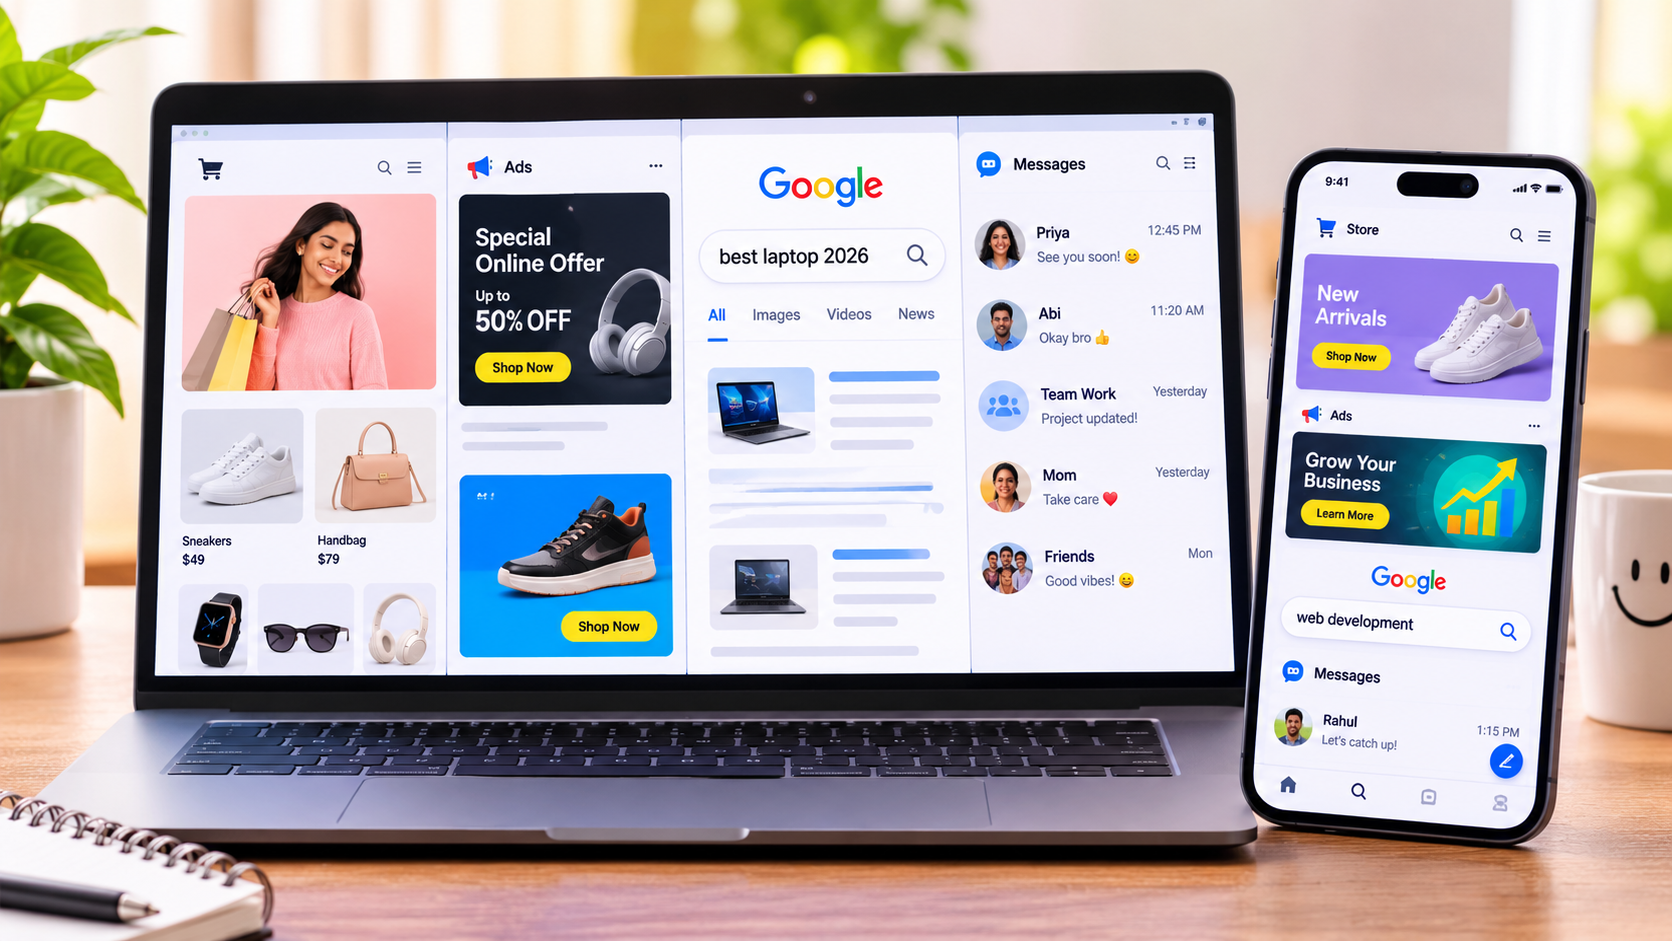 Sneakers
$49
Handbag
$79
Ads
Special
Online Offer
Up to
50% OFF
Shop Now
Shop Now
Google
best laptop 2026
All Images Videos News
Messages
Priya 12:45 PM
See you soon! 😊
Abi 11:20 AM
Okay bro 👍
Team Work Yesterday
Project updated!
Mom Yesterday
Take care ❤️
Friends Mon
Good vibes! 😄
9:41
Store
New
Arrivals
Shop Now
Ads
Grow Your
Business
Learn More
Google
web development
Messages
Rahul 1:15 PM
Let's catch up!